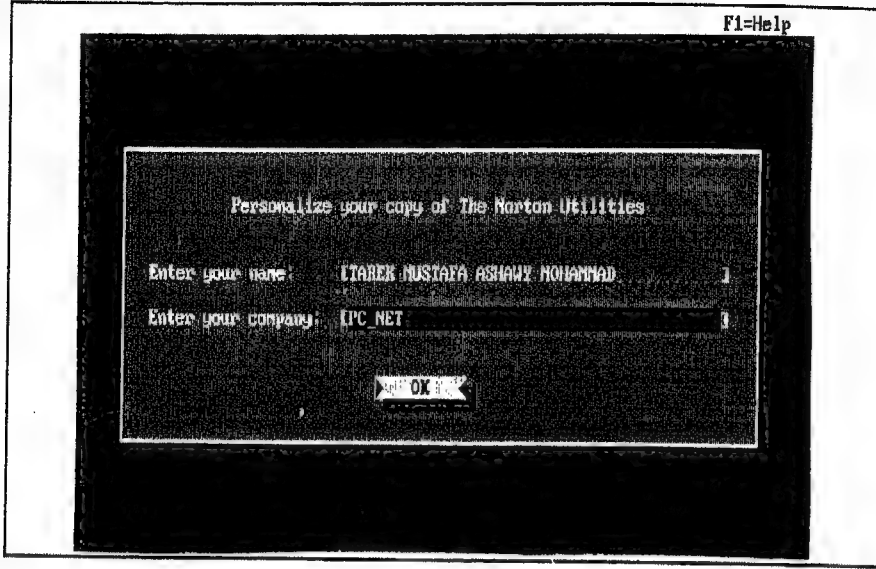 F1=Help
Personalize your copy of The Norton Utilities
Enter your name: [TAREK MUSTAFA ASHAWY MOHAMMAD ]
Enter your company: [PC_NET ]
OK